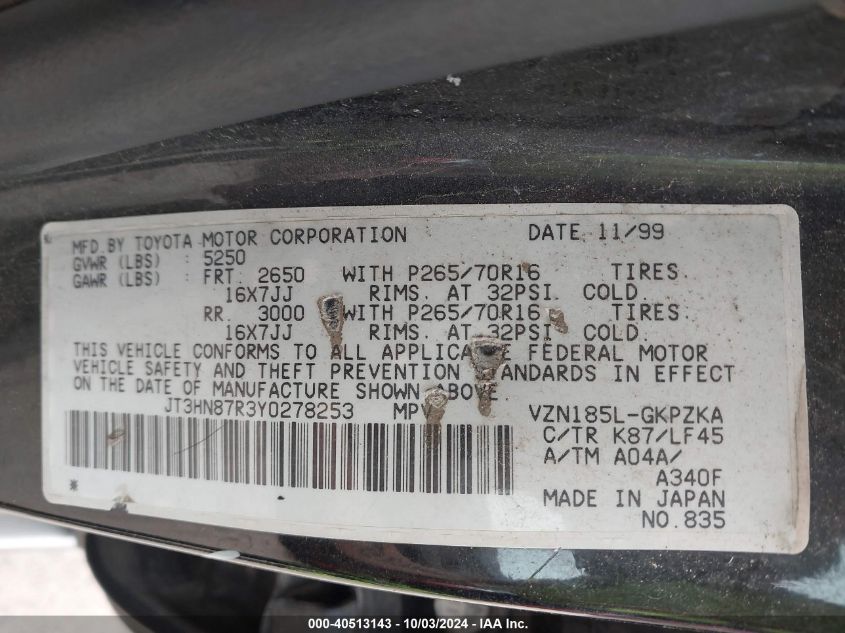 MFD BY TOYOTA MOTOR CORPORATION DATE 11/99
GVWR (LBS) : 5250
GAWR (LBS) : FRT. 2650 WITH P265/70R16 TIRES.
16X7JJ RIMS. AT 32PSI. COLD.
RR. 3000 WITH P265/70R16 TIRES.
16X7JJ RIMS. AT 32PSI. COLD.
THIS VEHICLE CONFORMS TO ALL FEDERAL MOTOR
VEHICLE SAFETY AND THEFT PREVENTION STANDARDS IN EFFECT
ON THE DATE OF MANUFACTURE SHOWN ABOVE
JT3HN87R3Y0278253 MPV VZN185L-GKPZKA
C/TR K87/LF45
A/TM A04A/
A340F
MADE IN JAPAN
NO.835
000-40513143 - 10/03/2024 - IAA Inc.